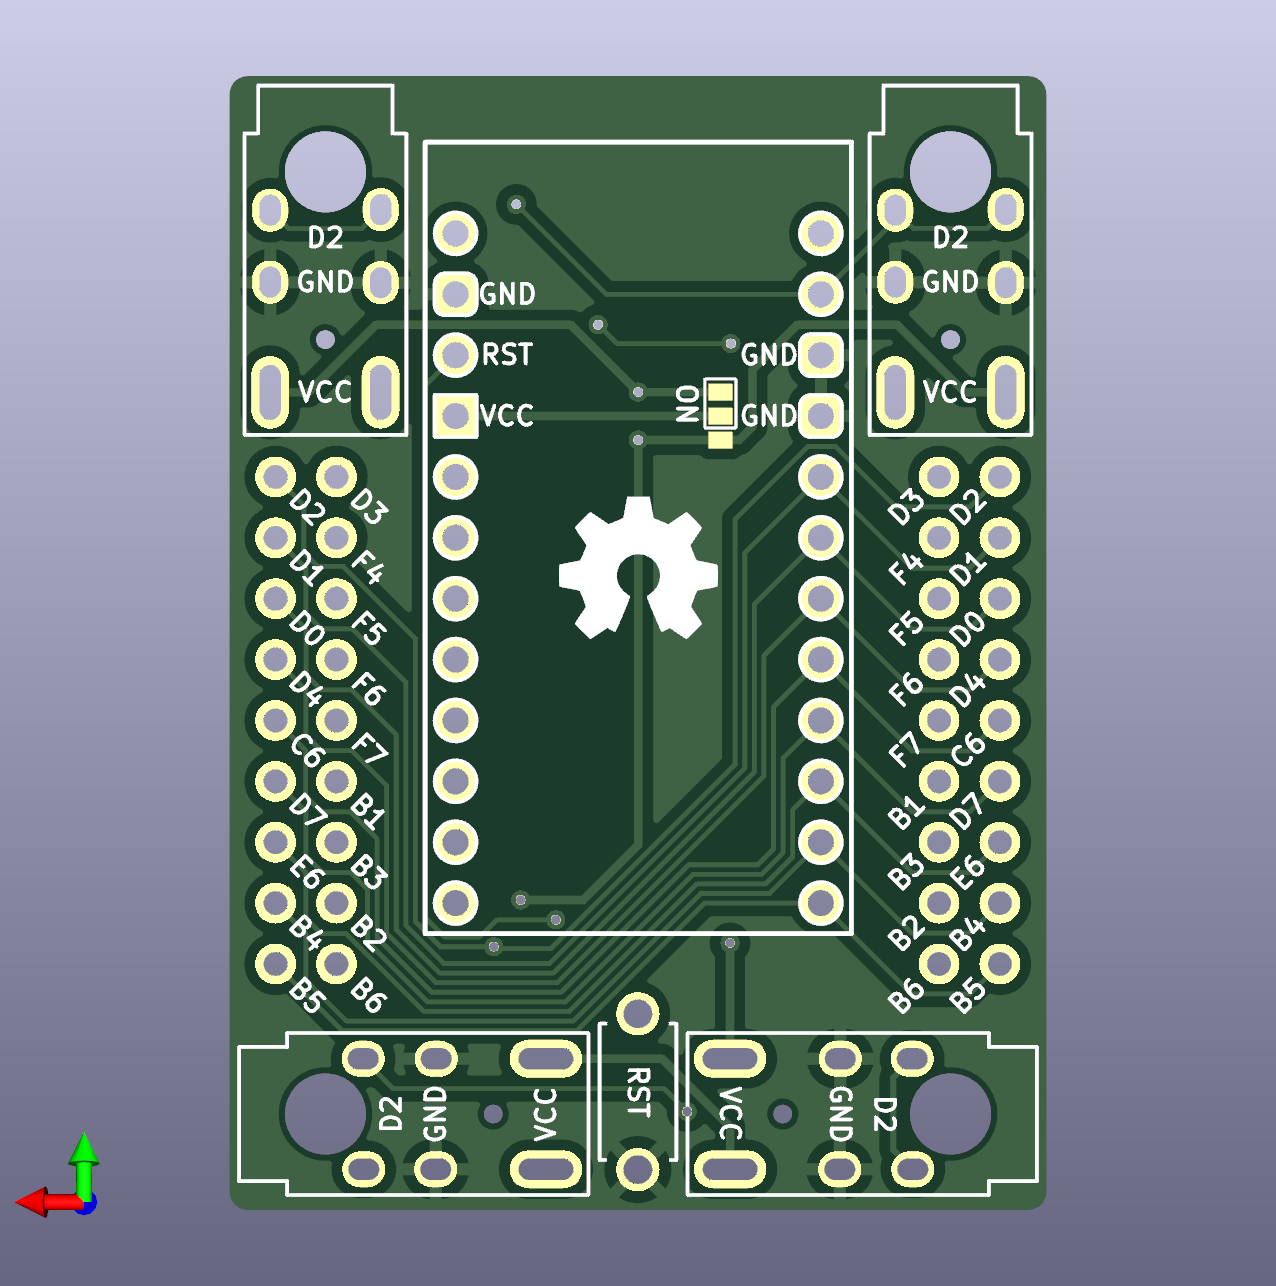 D2
D2
GND
GND
GND
RST
GND
VCC
VCC
NO
VCC
GND
D2
D3
D3
D2
D1
F4
F4
D1
D0
F5
F5
D0
D4
F6
F6
D4
C6
F7
F7
C6
D7
B1
B1
D7
E6
B3
B3
E6
B4
B2
B2
B4
B5
B6
B6
B5
D2
GND
VCC
RST
VCC
GND
D2